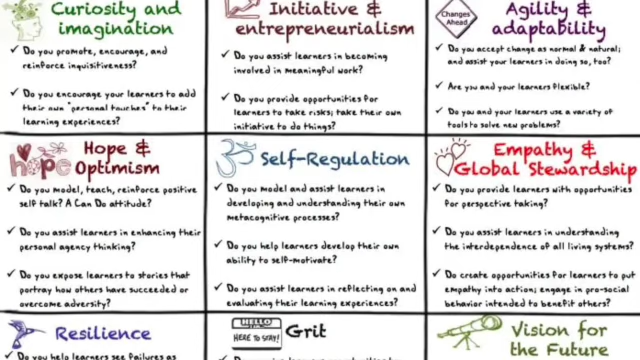 Curiosity and
imagination
✓ Do you promote, encourage, and
reinforce inquisitiveness?
✓ Do you encourage your learners to add
their own "personal touches" to their
learning experiences?
Initiative &
entrepreneurialism
✓ Do you assist learners in becoming
involved in meaningful work?
✓ Do you provide opportunities for
learners to take risks; take their own
initiative to do things?
Changes
Ahead
Agility &
adaptability
✓ Do you accept change as normal & natural;
and assist your learners in doing so, too?
✓ Are you and your learners flexible?
✓ Do you and your learners use a variety of
tools to solve new problems?
hope
Hope &
Optimism
✓ Do you model, teach, reinforce positive
self talk? A Can Do attitude?
✓ Do you assist learners in enhancing their
personal agency thinking?
✓ Do you expose learners to stories that
portray how others have succeeded or
overcome adversity?
ॐ
Self-Regulation
✓ Do you model and assist learners in
developing and understanding their own
metacognitive processes?
✓ Do you help learners develop their own
ability to self-motivate?
✓ Do you assist learners in reflecting on and
evaluating their learning experiences?
Empathy &
Global Stewardship
✓ Do you provide learners with opportunities
for perspective taking?
✓ Do you assist learners in understanding
the interdependence of all living systems?
✓ Do create opportunities for learners to put
empathy into action; engage in pro-social
behavior intended to benefit others?
Resilience
✓ Do you help learners see failures as
HELLO
HERE TO STAY!
Grit
Vision for
the Future